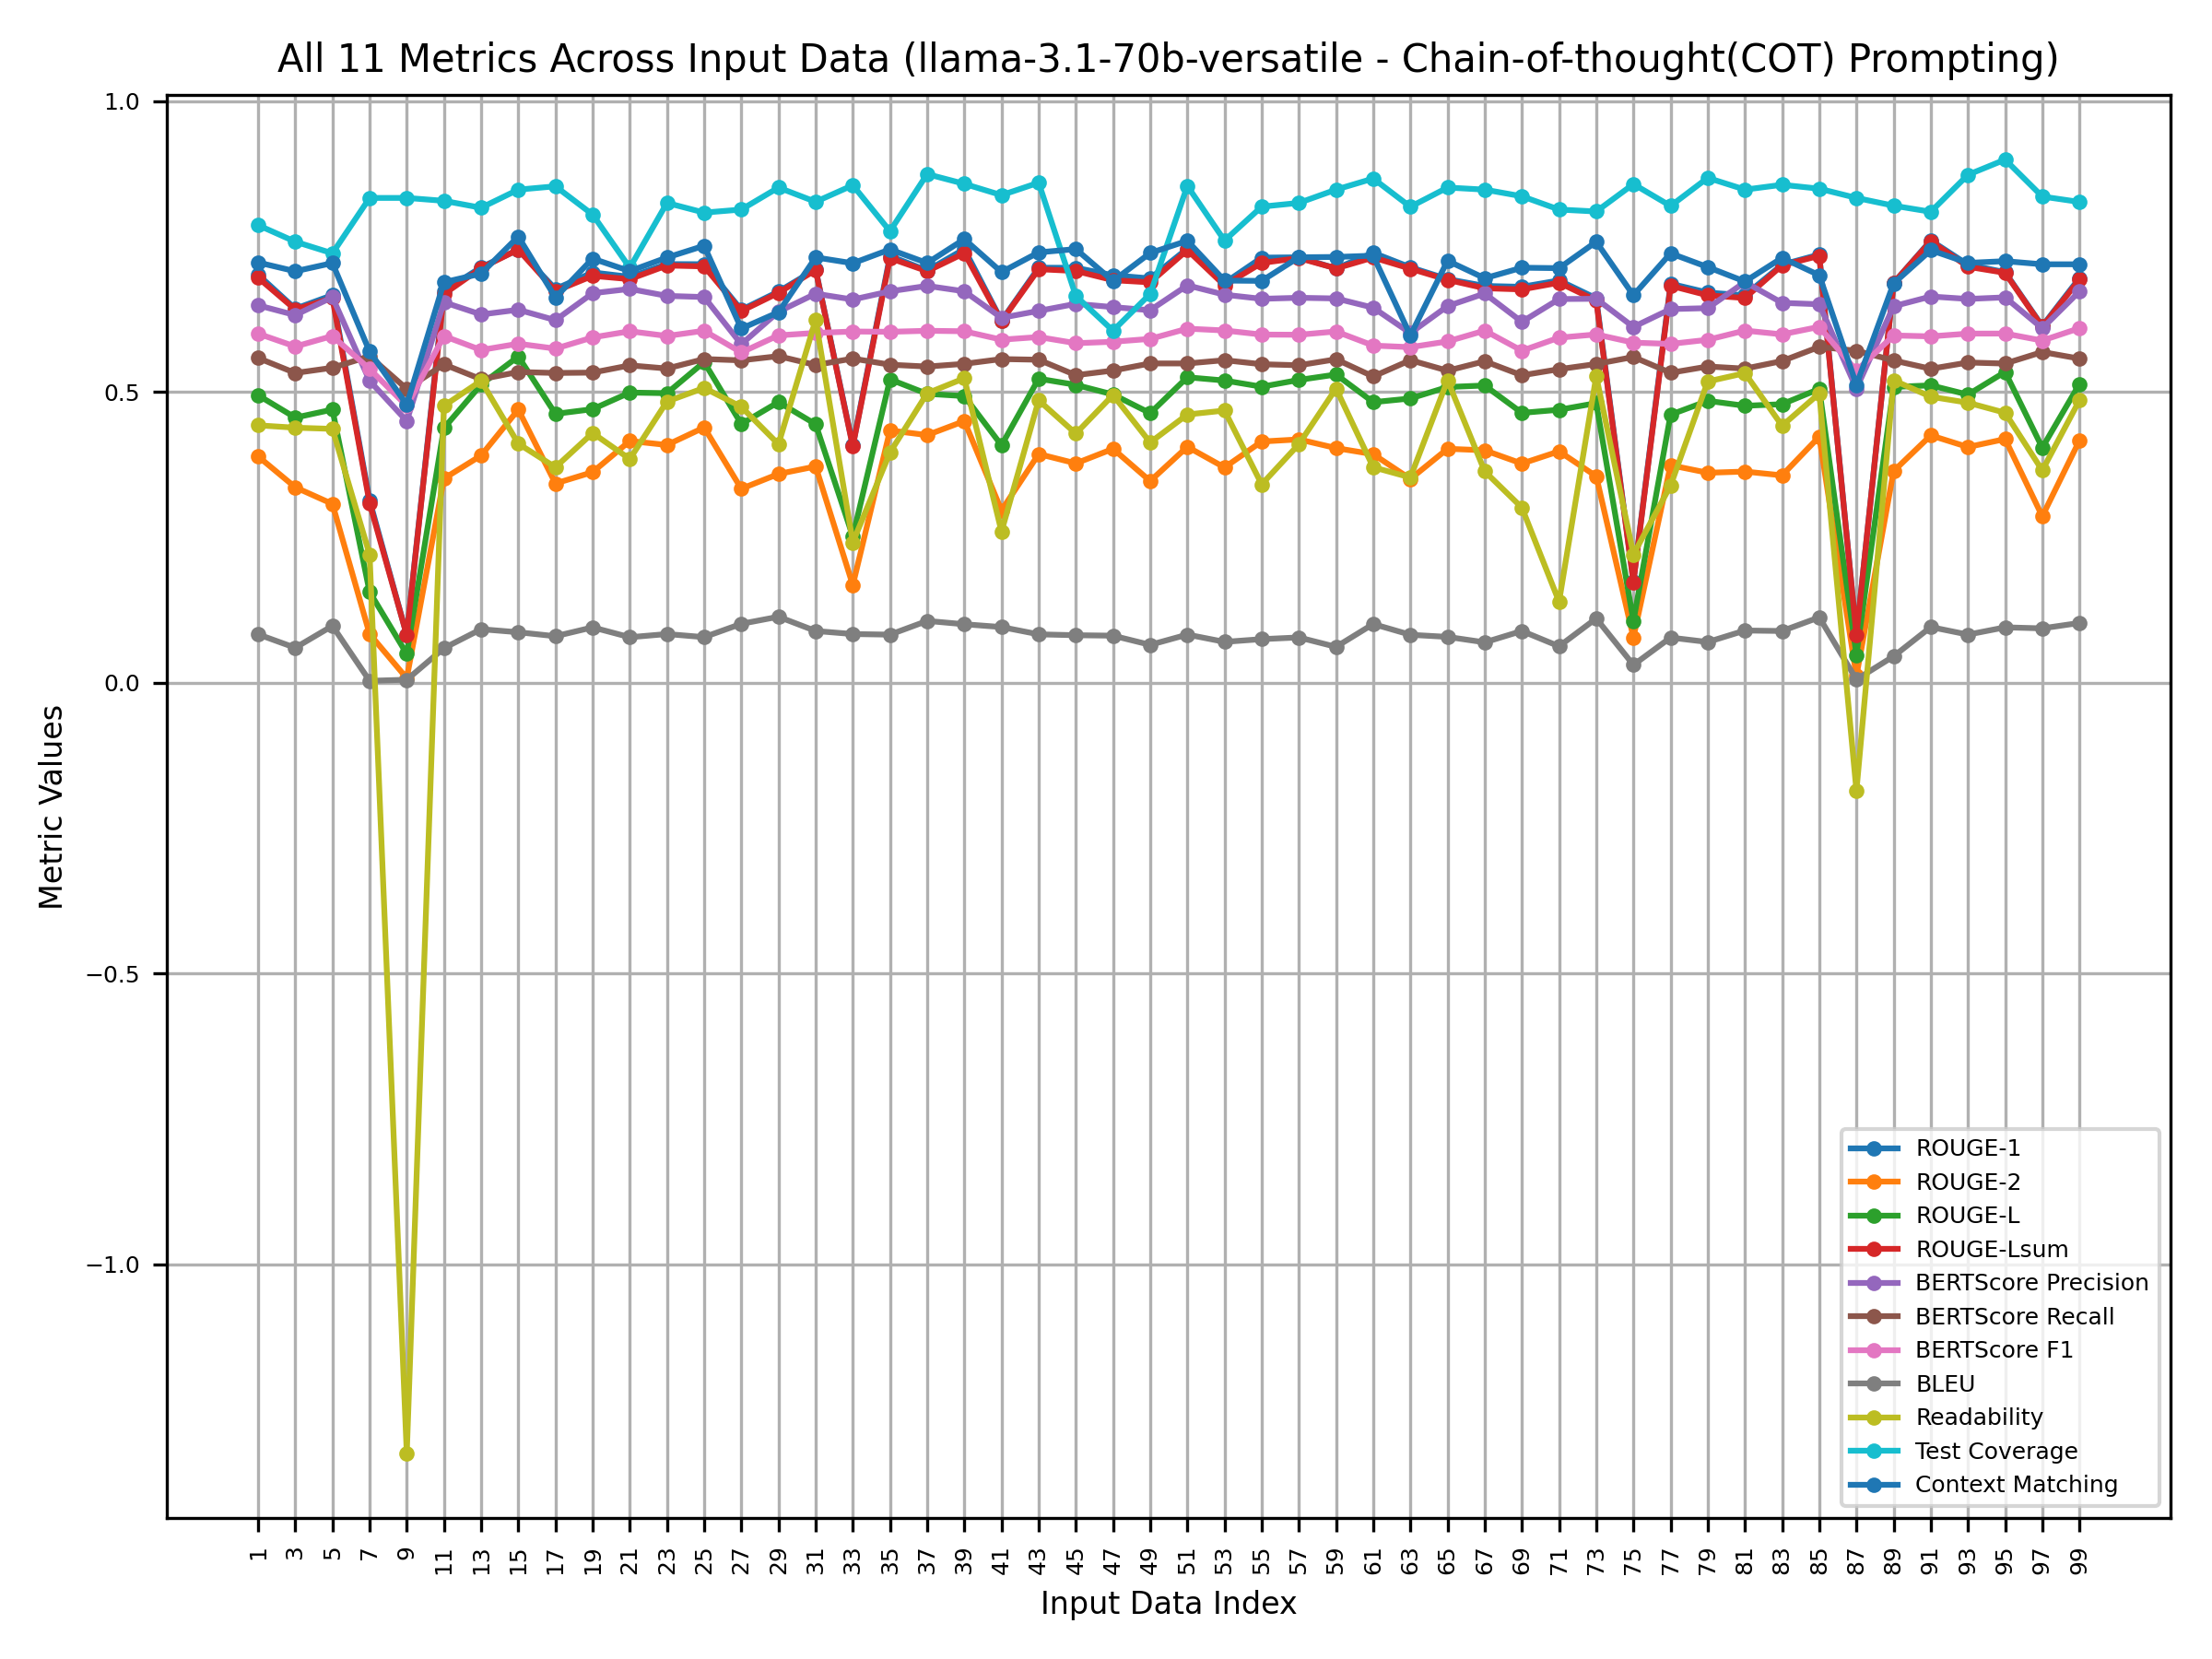 All 11 Metrics Across Input Data (llama-3.1-70b-versatile - Chain-of-thought(COT) Prompting)
1.0
0.5
0.0
−0.5
−1.0
Metric Values
ROUGE-1
ROUGE-2
ROUGE-L
ROUGE-Lsum
BERTScore Precision
BERTScore Recall
BERTScore F1
BLEU
Readability
Test Coverage
Context Matching
1 3 5 7 9 11 13 15 17 19 21 23 25 27 29 31 33 35 37 39 41 43 45 47 49 51 53 55 57 59 61 63 65 67 69 71 73 75 77 79 81 83 85 87 89 91 93 95 97 99
Input Data Index